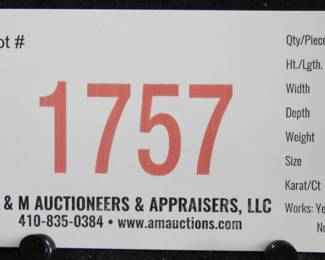 ot #
1757
& M AUCTIONEERS & APPRAISERS, LLC
410-835-0384 • www.amauctions.com
Qty/Piece
Ht./Lgth.
Width
Depth
Weight
Size
Karat/Ct
Works: Ye
No